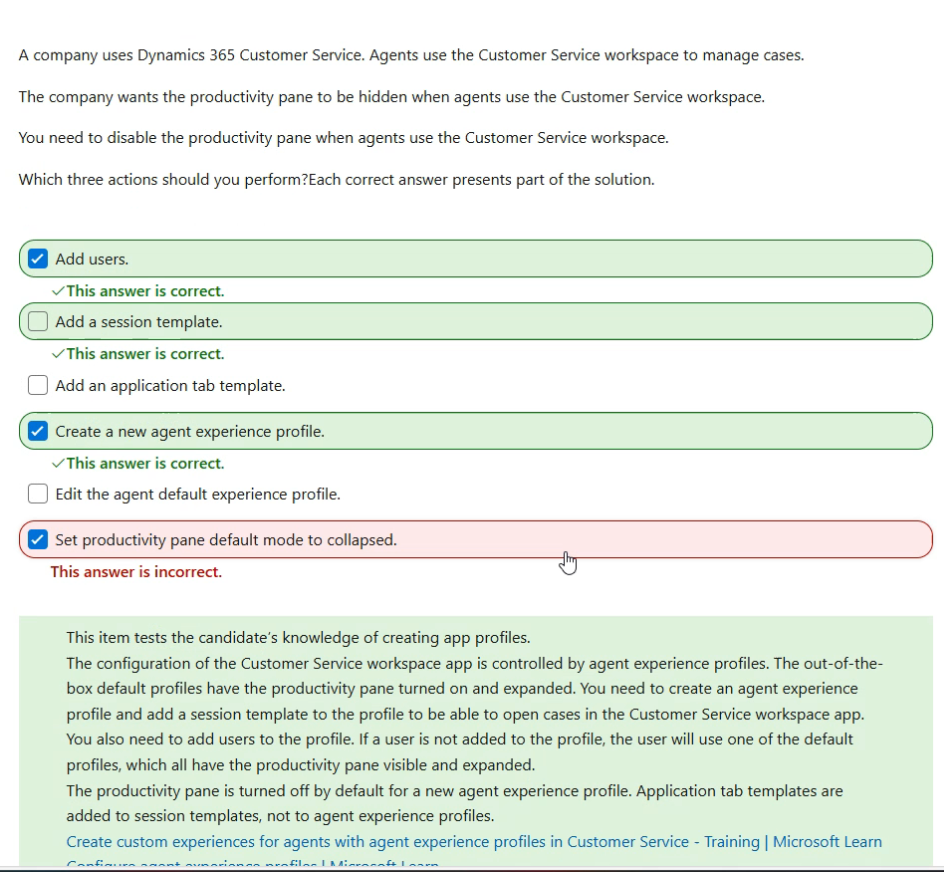 A company uses Dynamics 365 Customer Service. Agents use the Customer Service workspace to manage cases.
The company wants the productivity pane to be hidden when agents use the Customer Service workspace.
You need to disable the productivity pane when agents use the Customer Service workspace.
Which three actions should you perform?Each correct answer presents part of the solution.
Add users.
✓This answer is correct.
Add a session template.
✓This answer is correct.
Add an application tab template.
Create a new agent experience profile.
✓This answer is correct.
Edit the agent default experience profile.
Set productivity pane default mode to collapsed.
This answer is incorrect.
This item tests the candidate's knowledge of creating app profiles.
The configuration of the Customer Service workspace app is controlled by agent experience profiles. The out-of-the-
box default profiles have the productivity pane turned on and expanded. You need to create an agent experience
profile and add a session template to the profile to be able to open cases in the Customer Service workspace app.
You also need to add users to the profile. If a user is not added to the profile, the user will use one of the default
profiles, which all have the productivity pane visible and expanded.
The productivity pane is turned off by default for a new agent experience profile. Application tab templates are
added to session templates, not to agent experience profiles.
Create custom experiences for agents with agent experience profiles in Customer Service - Training | Microsoft Learn
Configure agent experience profiles | Microsoft Learn